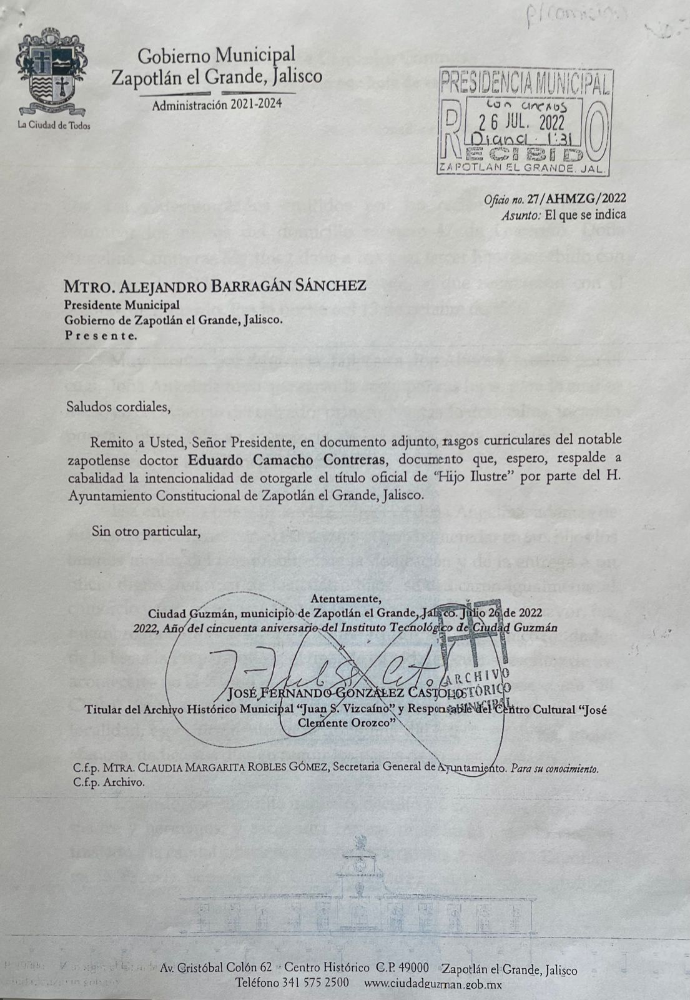 Gobierno Municipal
Zapotlán el Grande, Jalisco
Administración 2021-2024
La Ciudad de Todos
PRESIDENCIA MUNICIPAL
con anexos
26 JUL. 2022
Diana 1:31
RECIBIDO
ZAPOTLAN EL GRANDE, JAL.
Oficio no. 27/AHMZG/2022
Asunto: El que se indica
MTRO. ALEJANDRO BARRAGÁN SÁNCHEZ
Presidente Municipal
Gobierno de Zapotlán el Grande, Jalisco.
P r e s e n t e.
Saludos cordiales,
Remito a Usted, Señor Presidente, en documento adjunto, rasgos curriculares del notable
zapotlense doctor Eduardo Camacho Contreras, documento que, espero, respalde a
cabalidad la intencionalidad de otorgarle el título oficial de “Hijo Ilustre” por parte del H.
Ayuntamiento Constitucional de Zapotlán el Grande, Jalisco.
Sin otro particular,
Atentamente,
Ciudad Guzmán, municipio de Zapotlán el Grande, Jalisco. Julio 26 de 2022
2022, Año del cincuenta aniversario del Instituto Tecnológico de Ciudad Guzmán
ARCHIVO
HISTÓRICO
MUNICIPAL
JOSÉ FERNANDO GONZÁLEZ CASTOLO
Titular del Archivo Histórico Municipal “Juan S. Vizcaíno” y Responsable del Centro Cultural “José
Clemente Orozco”
C.f.p. MTRA. CLAUDIA MARGARITA ROBLES GÓMEZ, Secretaria General de Ayuntamiento. Para su conocimiento.
C.f.p. Archivo.
Av. Cristóbal Colón 62 · Centro Histórico C.P. 49000 Zapotlán el Grande, Jalisco
Teléfono 341 575 2500 www.ciudadguzman.gob.mx